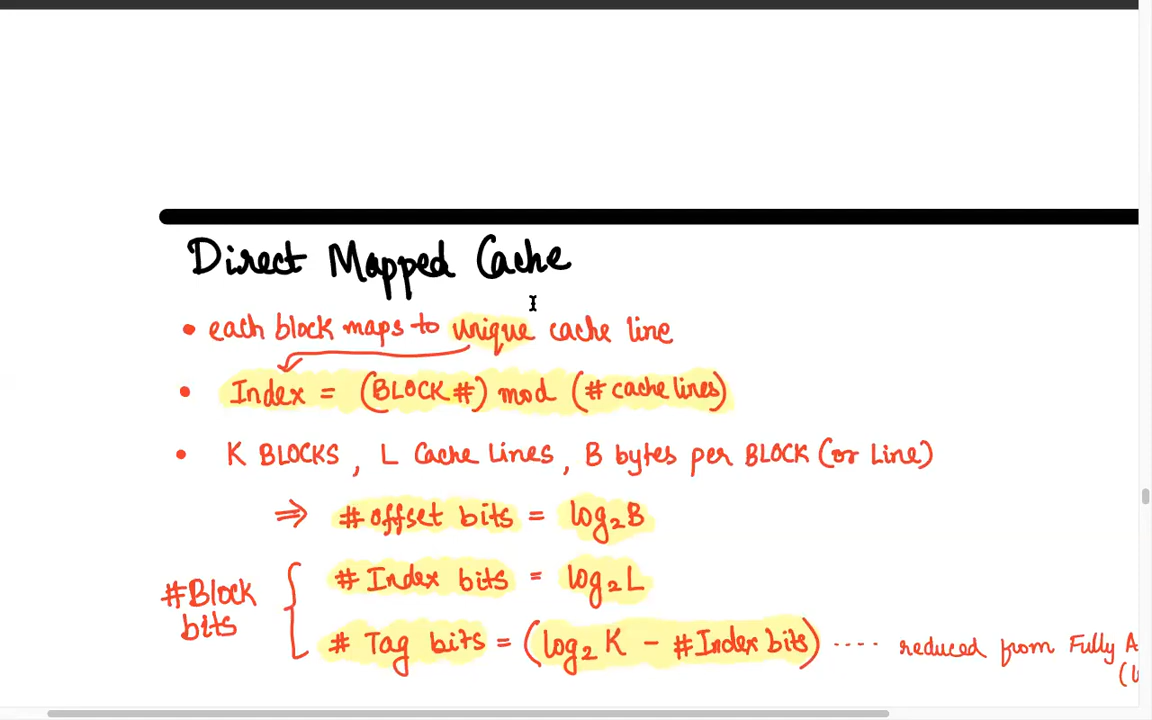 Direct Mapped Cache
• each block maps to unique cache line
• Index = (BLOCK #) mod (# cache lines)
• K BLOCKS, L Cache Lines, B bytes per BLOCK (or Line)
⇒ # offset bits = log₂B
# Index bits = log₂L
#Block bits
# Tag bits = (log₂ K - #Index bits) .... reduced from Fully A